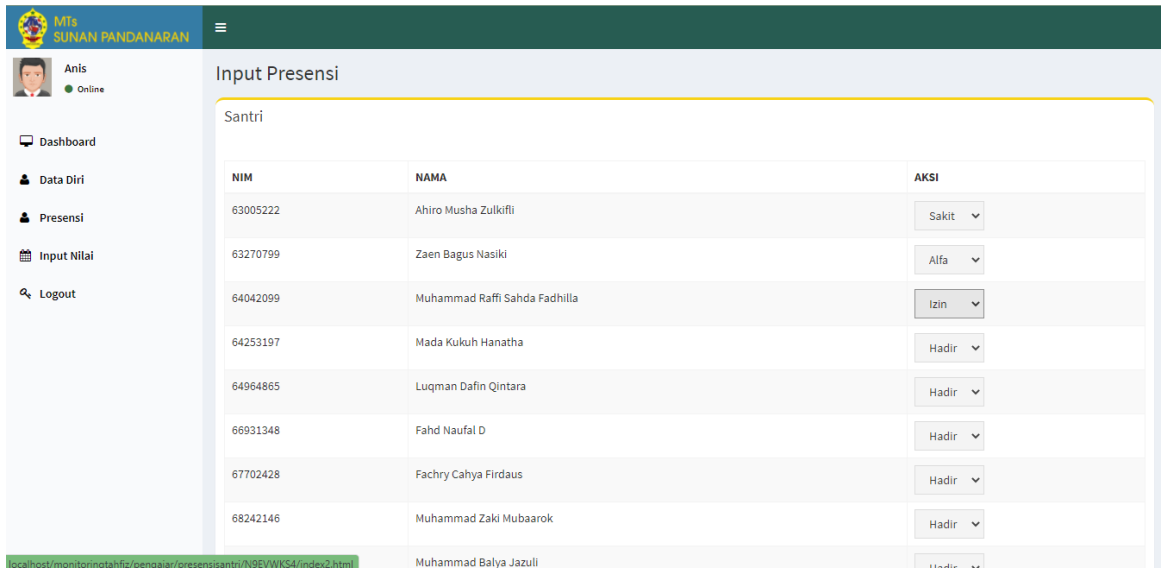 MTs
SUNAN PANDANARAN
Anis
Online
Dashboard
Data Diri
Presensi
Input Nilai
Logout
Input Presensi
Santri
NIM NAMA AKSI
63005222 Ahiro Musha Zulkifli Sakit
63270799 Zaen Bagus Nasiki Alfa
64042099 Muhammad Raffi Sahda Fadhilla Izin
64253197 Mada Kukuh Hanatha Hadir
64964865 Luqman Dafin Qintara Hadir
66931348 Fahd Naufal D Hadir
67702428 Fachry Cahya Firdaus Hadir
68242146 Muhammad Zaki Mubaarok Hadir
Muhammad Balya Jazuli Hadir
localhost/monitoringtahfiz/pengajar/presensisantri/N9EVWKS4/index2.html